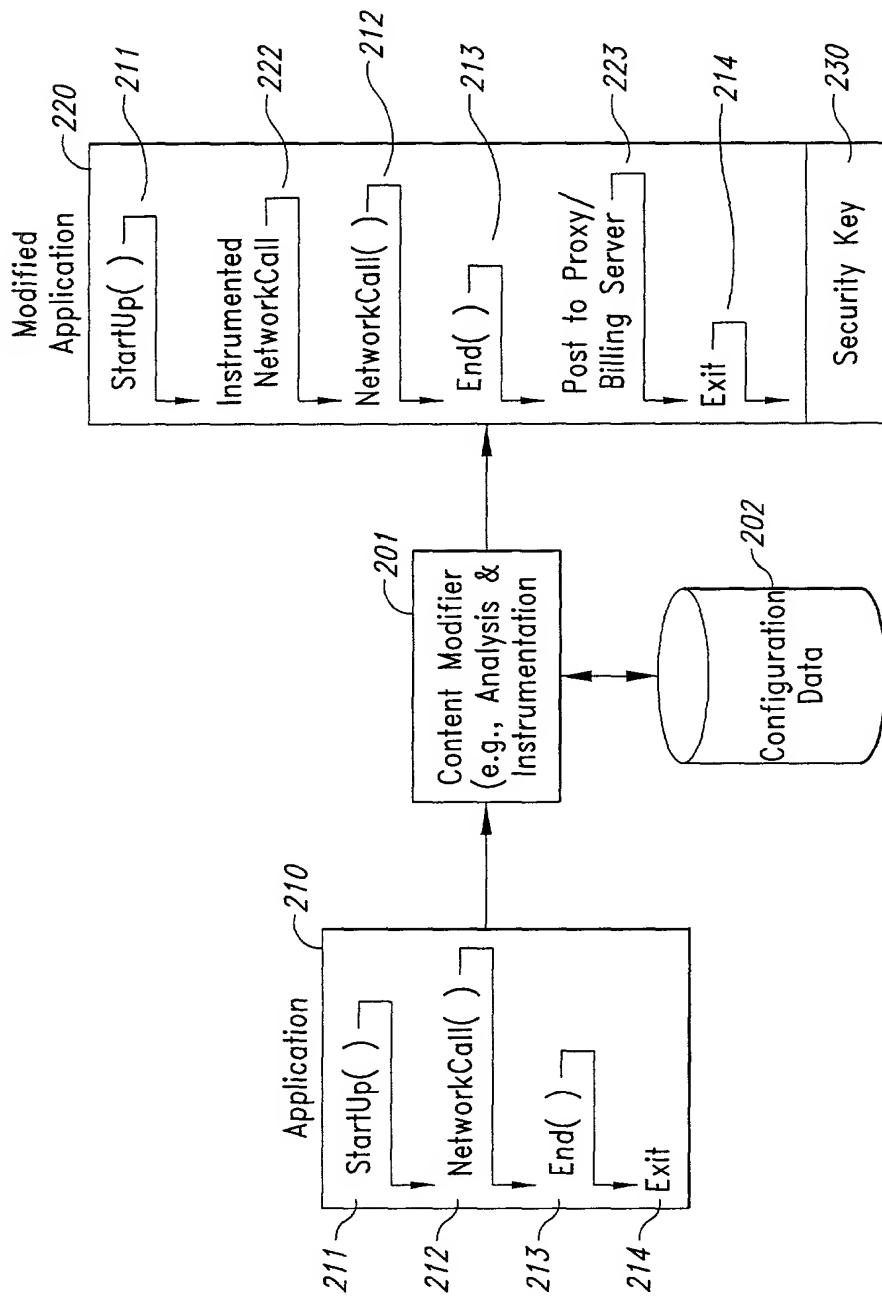 Application
210
StartUp( )
211
NetworkCall( )
212
End( )
213
Exit
214
201
Content Modifier
(e.g., Analysis &
Instrumentation
202
Configuration
Data
Modified
Application
220
StartUp( )
211
Instrumented
NetworkCall
222
NetworkCall( )
212
End( )
213
Post to Proxy/
Billing Server
223
Exit
214
Security Key
230